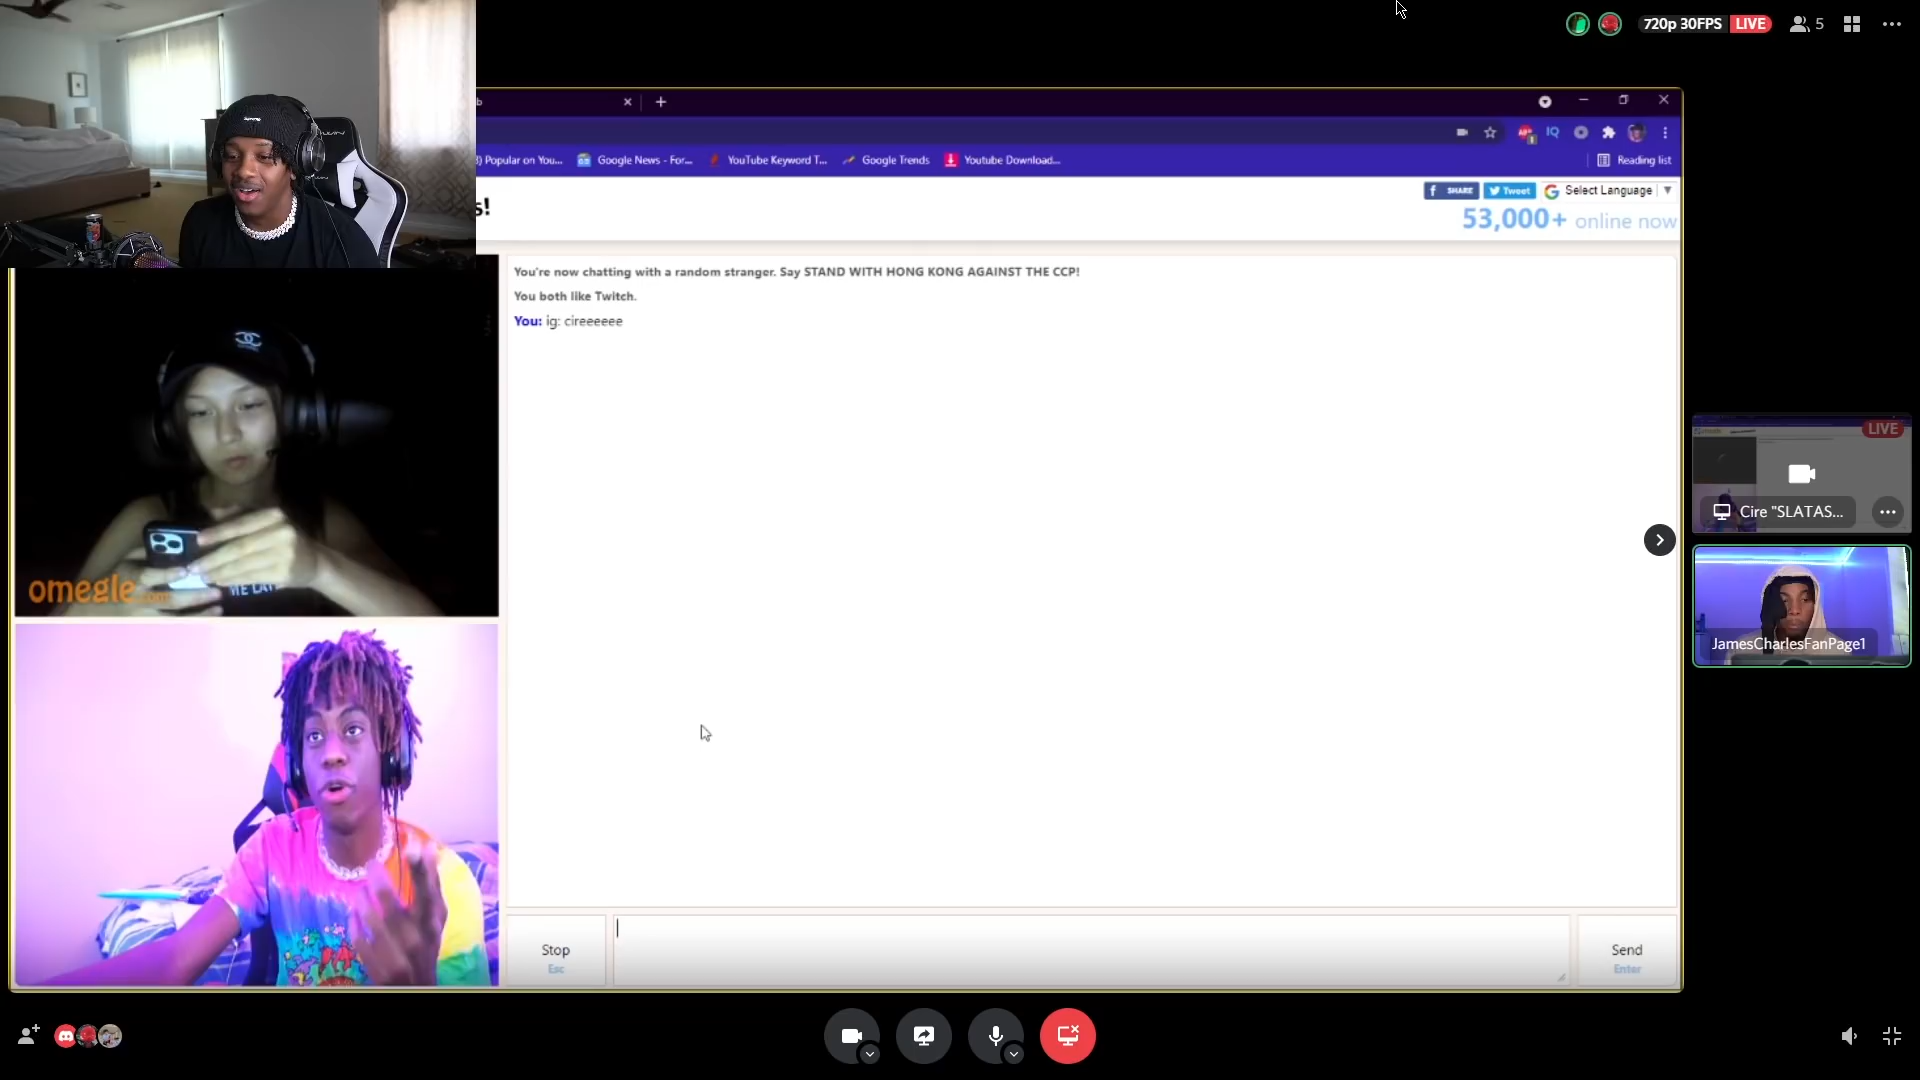 720p 30FPS LIVE 5
b
3) Popular on You...
Google News - For...
YouTube Keyword T...
Google Trends
Youtube Download...
Reading list
IQ
s!
SHARE
Tweet
Select Language
53,000+ online now
You're now chatting with a random stranger. Say STAND WITH HONG KONG AGAINST THE CCP!
You both like Twitch.
You: ig: cireeeeee
omegle.com
LIVE
Cire "SLATAS...
JamesCharlesFanPage1
Stop
Esc
Send
Enter